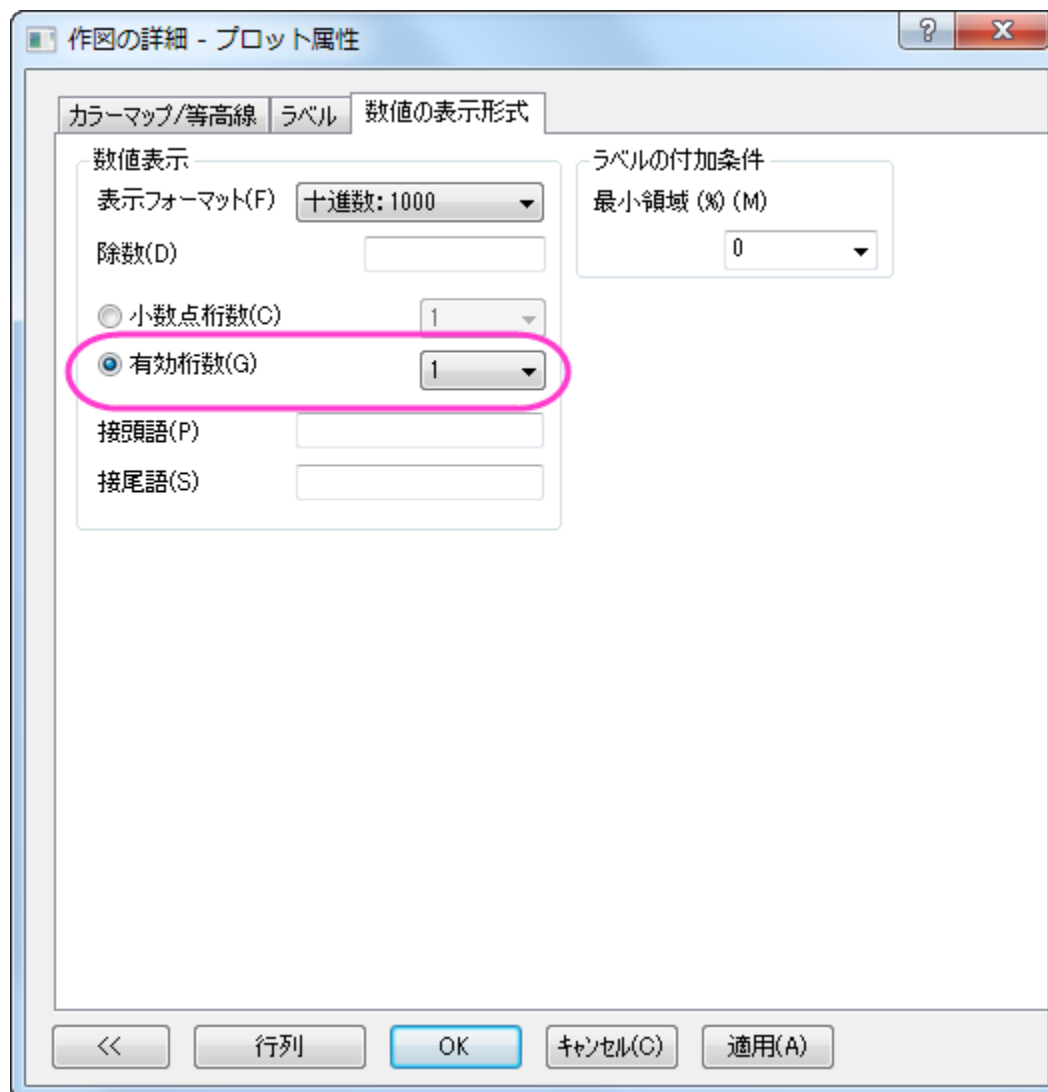 作図の詳細 - プロット属性
カラーマップ/等高線 ラベル 数値の表示形式
数値表示
表示フォーマット(F) 十進数: 1000
除数(D)
小数点桁数(C) 1
有効桁数(G) 1
接頭語(P)
接尾語(S)
ラベルの付加条件
最小領域 (%) (M)
0
<< 行列 OK キャンセル(C) 適用(A)